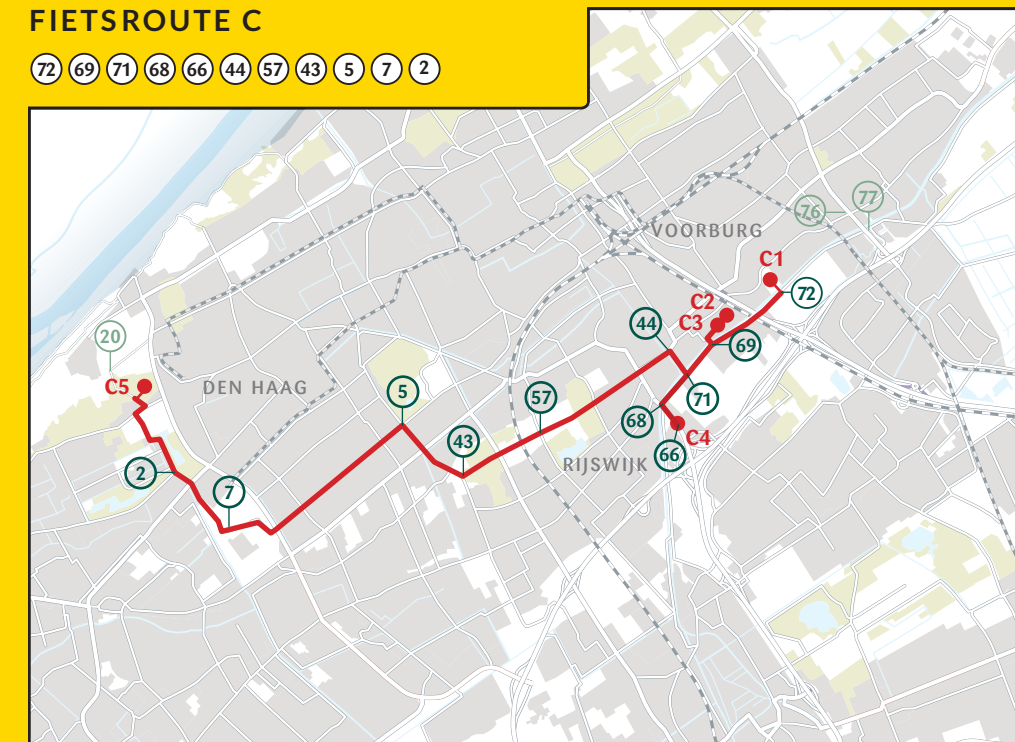 FIETSROUTE C
72 69 71 68 66 44 57 43 5 7 2
76
77
VOORBURG
C1
72
C2
C3
44
69
20
C5
DEN HAAG
5
57
71
68
C4
43
66
RIJSWIJK
2
7